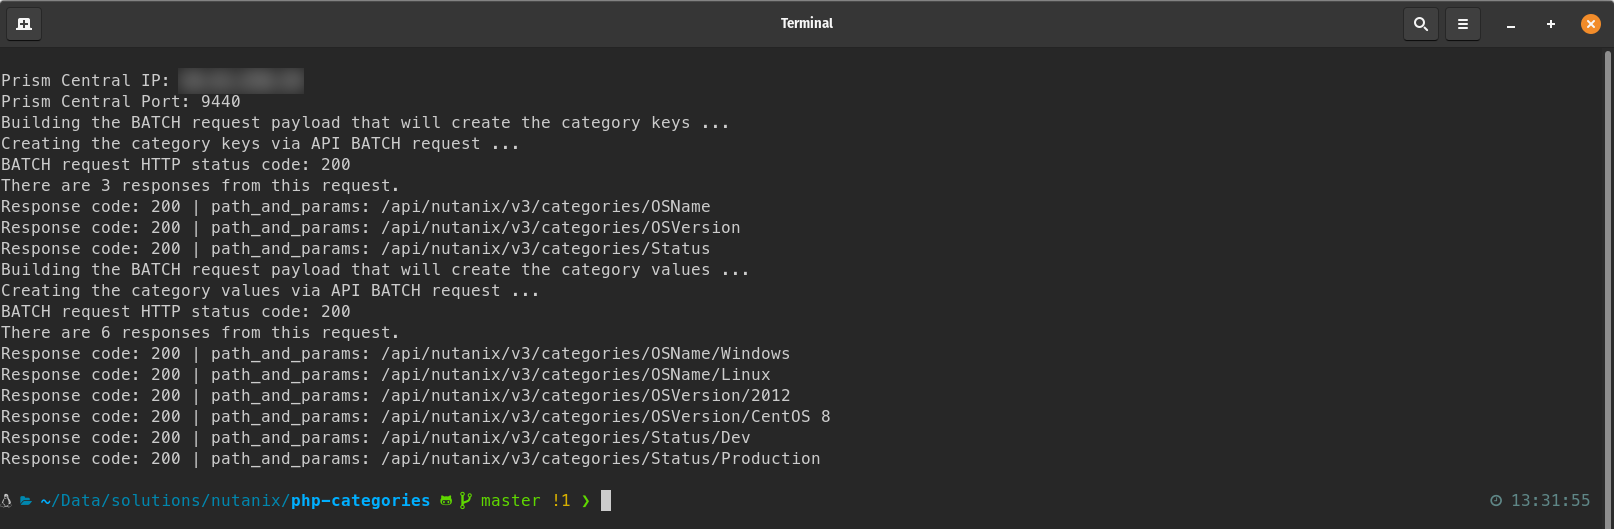 Terminal
Prism Central IP:
Prism Central Port: 9440
Building the BATCH request payload that will create the category keys ...
Creating the category keys via API BATCH request ...
BATCH request HTTP status code: 200
There are 3 responses from this request.
Response code: 200 | path_and_params: /api/nutanix/v3/categories/OSName
Response code: 200 | path_and_params: /api/nutanix/v3/categories/OSVersion
Response code: 200 | path_and_params: /api/nutanix/v3/categories/Status
Building the BATCH request payload that will create the category values ...
Creating the category values via API BATCH request ...
BATCH request HTTP status code: 200
There are 6 responses from this request.
Response code: 200 | path_and_params: /api/nutanix/v3/categories/OSName/Windows
Response code: 200 | path_and_params: /api/nutanix/v3/categories/OSName/Linux
Response code: 200 | path_and_params: /api/nutanix/v3/categories/OSVersion/2012
Response code: 200 | path_and_params: /api/nutanix/v3/categories/OSVersion/CentOS 8
Response code: 200 | path_and_params: /api/nutanix/v3/categories/Status/Dev
Response code: 200 | path_and_params: /api/nutanix/v3/categories/Status/Production
~/Data/solutions/nutanix/php-categories master !1 ❯ 13:31:55